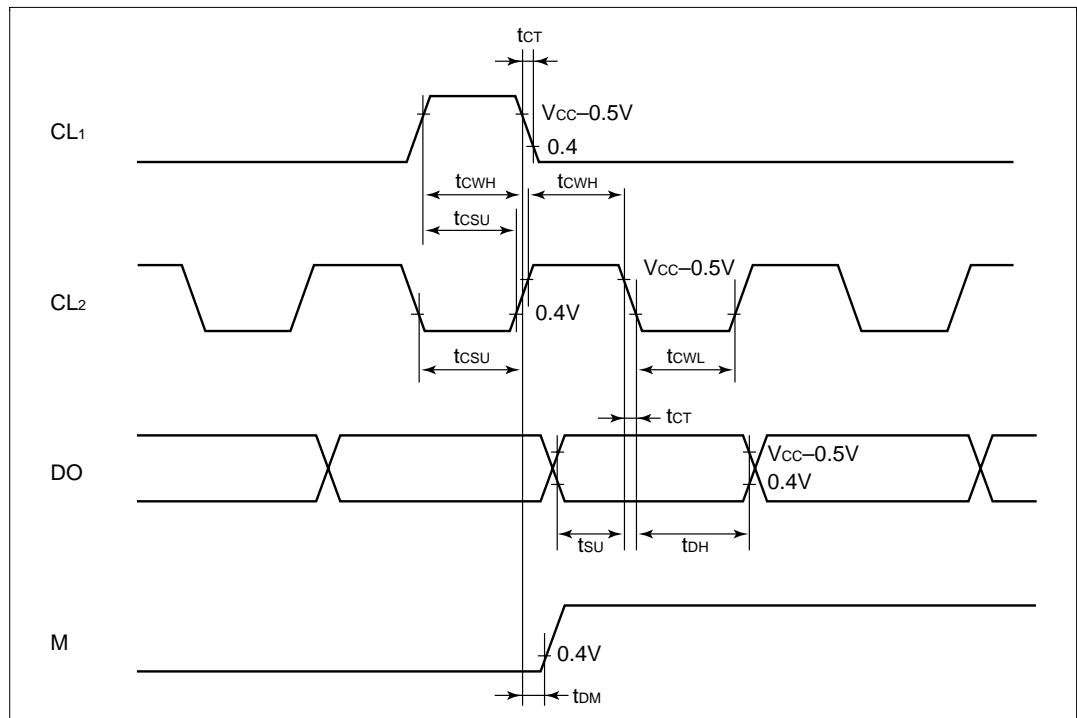 tCT
CL1
VCC–0.5V
0.4
tCWH
tCWH
tCSU
CL2
VCC–0.5V
0.4V
tCSU
tCWL
tCT
DO
VCC–0.5V
0.4V
tSU
tDH
M
0.4V
tDM